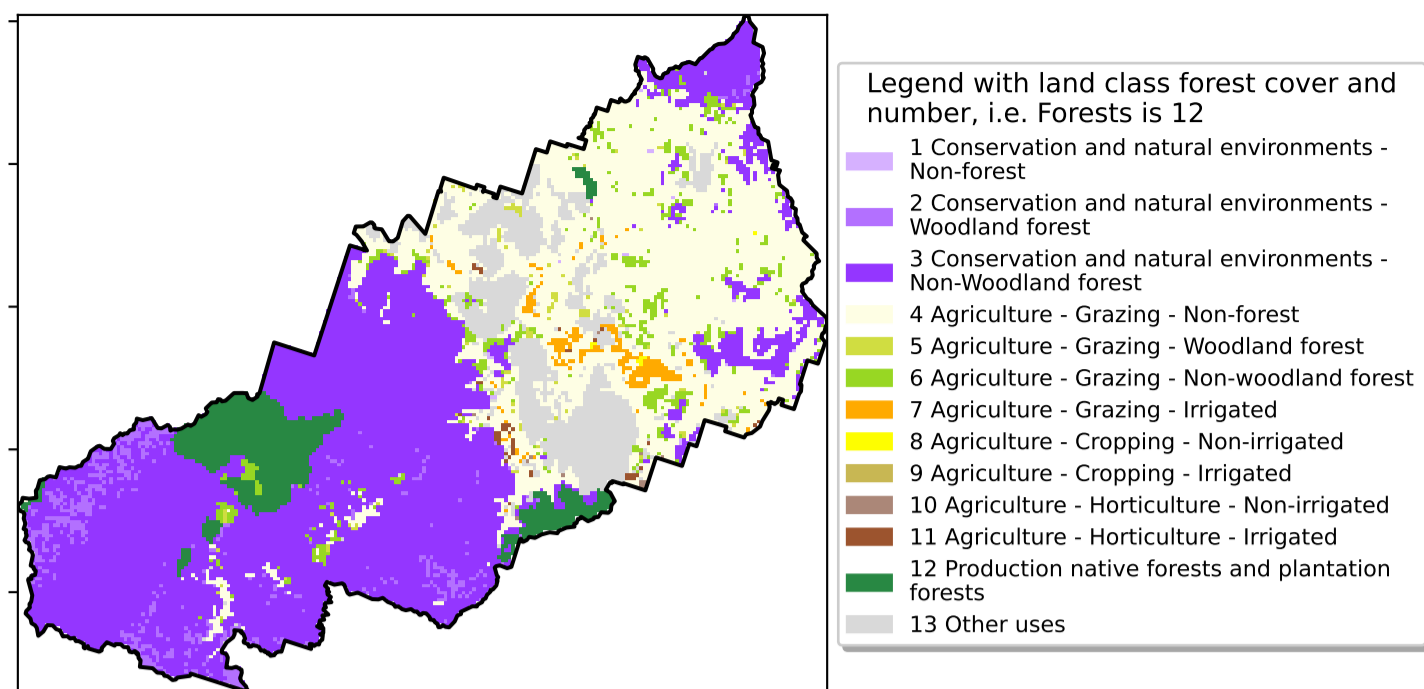 Legend with land class forest cover and
number, i.e. Forests is 12
1 Conservation and natural environments -
Non-forest
2 Conservation and natural environments -
Woodland forest
3 Conservation and natural environments -
Non-Woodland forest
4 Agriculture - Grazing - Non-forest
5 Agriculture - Grazing - Woodland forest
6 Agriculture - Grazing - Non-woodland forest
7 Agriculture - Grazing - Irrigated
8 Agriculture - Cropping - Non-irrigated
9 Agriculture - Cropping - Irrigated
10 Agriculture - Horticulture - Non-irrigated
11 Agriculture - Horticulture - Irrigated
12 Production native forests and plantation
forests
13 Other uses